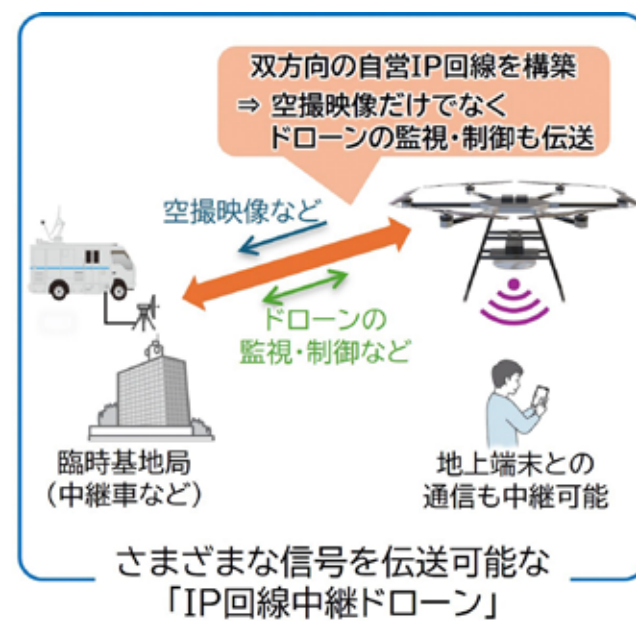 双方向の自営IP回線を構築
⇒ 空撮映像だけでなく
ドローンの監視・制御も伝送
空撮映像など
ドローンの
監視・制御など
臨時基地局
（中継車など）
地上端末との
通信も中継可能
さまざまな信号を伝送可能な
「IP回線中継ドローン」